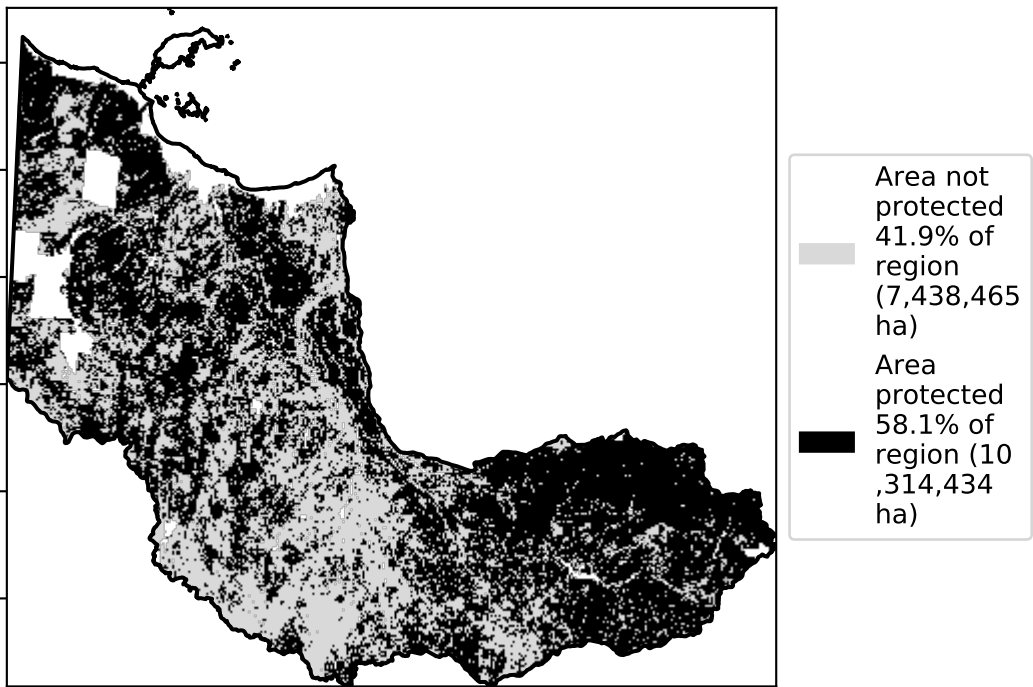 Area not
protected
41.9% of
region
(7,438,465
ha)
Area
protected
58.1% of
region (10
,314,434
ha)